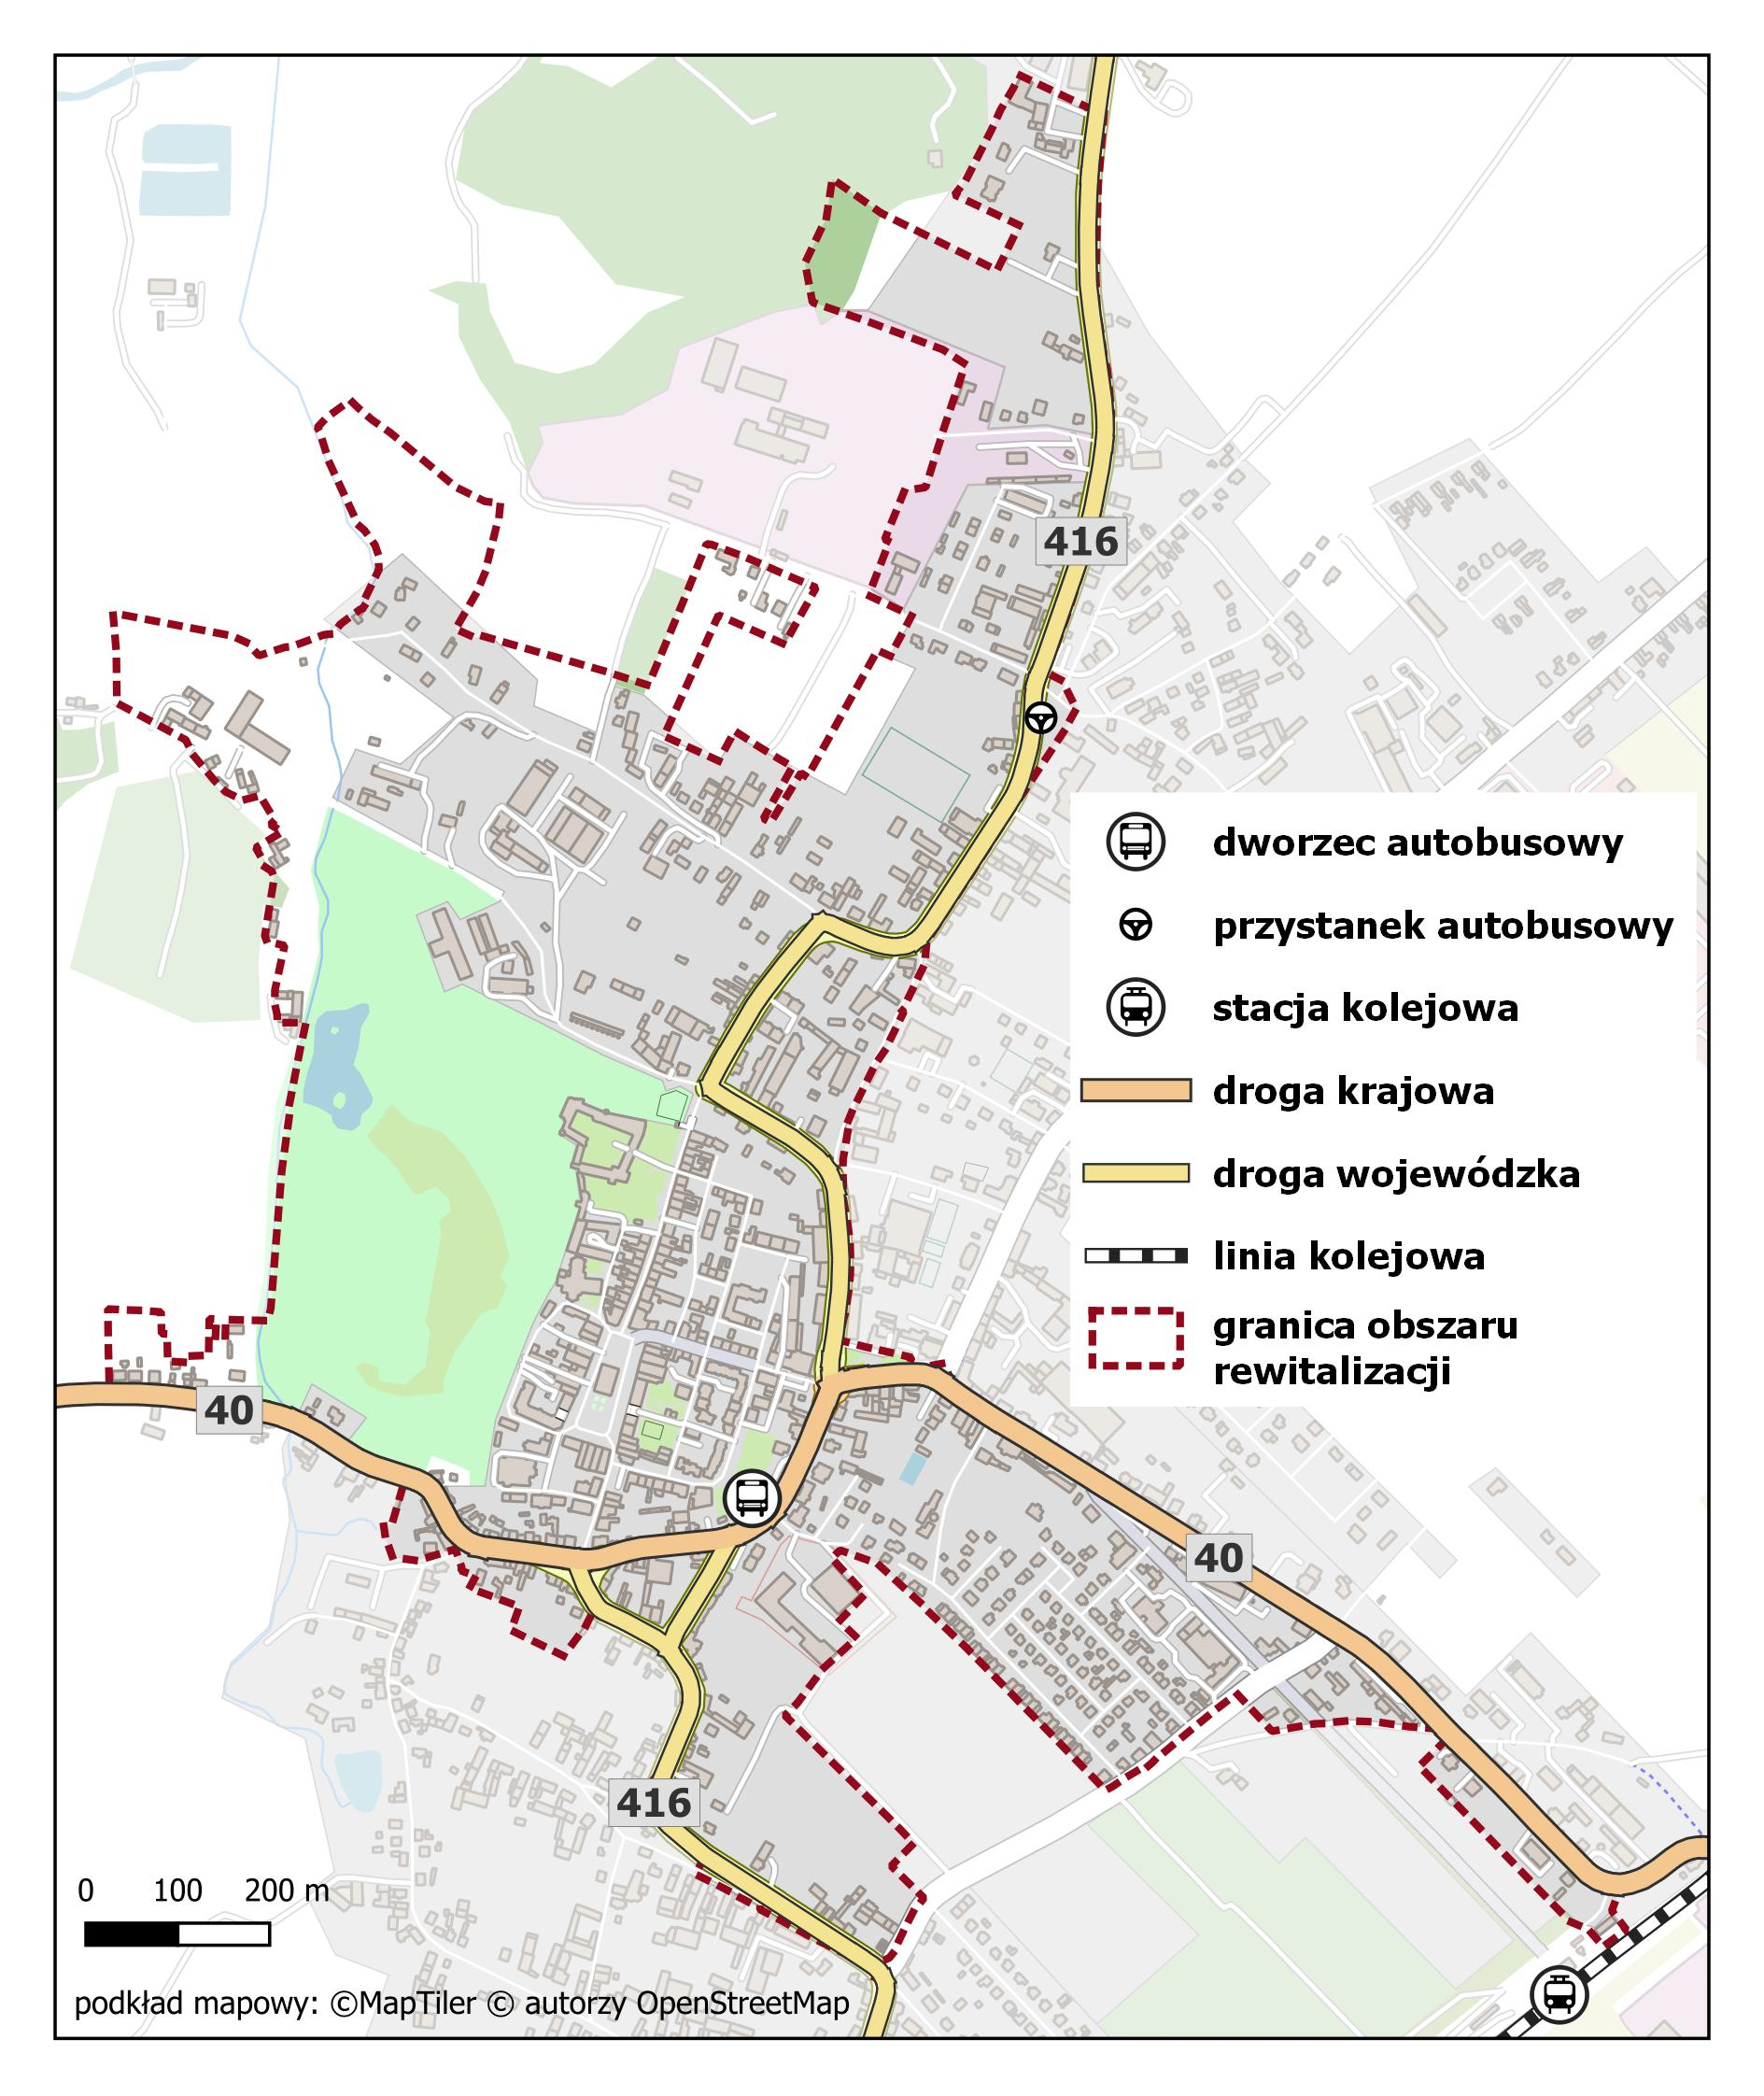 416
dworzec autobusowy
przystanek autobusowy
stacja kolejowa
droga krajowa
droga wojewódzka
linia kolejowa
granica obszaru
rewitalizacji
40
40
416
0 100 200 m
podkład mapowy: ©MapTiler © autorzy OpenStreetMap